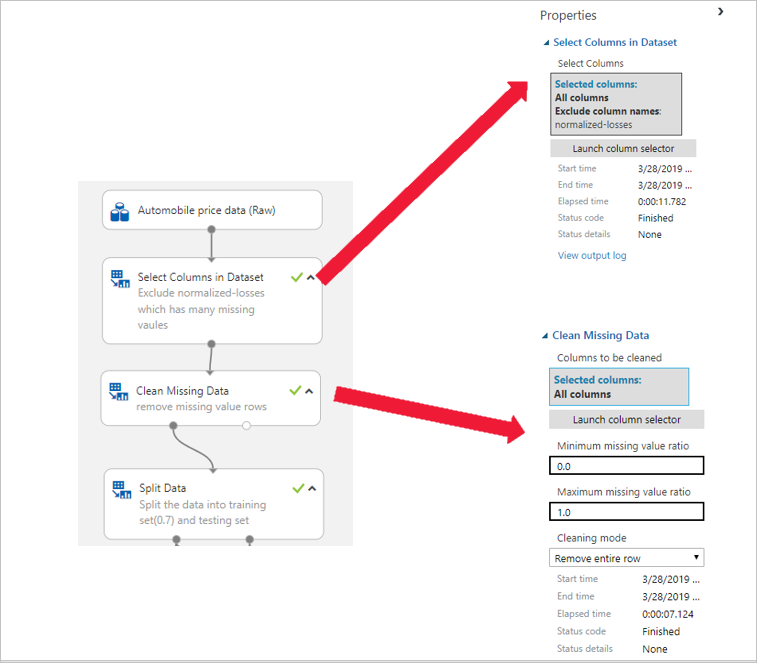 Automobile price data (Raw)
Select Columns in Dataset
Exclude normalized-losses
which has many missing
vaules
Clean Missing Data
remove missing value rows
Split Data
Split the data into training
set(0.7) and testing set
Properties
Select Columns in Dataset
Select Columns
Selected columns:
All columns
Exclude column names:
normalized-losses
Launch column selector
Start time 3/28/2019 ...
End time 3/28/2019 ...
Elapsed time 0:00:11.782
Status code Finished
Status details None
View output log
Clean Missing Data
Columns to be cleaned
Selected columns:
All columns
Launch column selector
Minimum missing value ratio
0.0
Maximum missing value ratio
1.0
Cleaning mode
Remove entire row
Start time 3/28/2019 ...
End time 3/28/2019 ...
Elapsed time 0:00:07.124
Status code Finished
Status details None